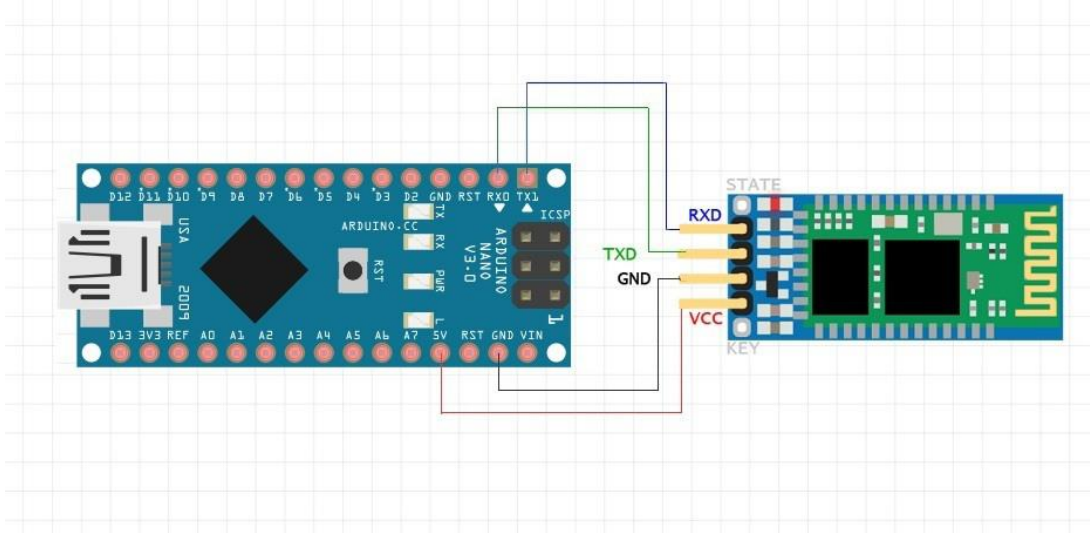 D12 D11 D10 D9 D8 D7 D6 D5 D4 D3 D2 GND RST RX0 TX1
TX
RX
PWR
L
ARDUINO.CC
RST
ICSP
ARDUINO
NANO
V3.0
1
USA
2009
D13 3V3 REF A0 A1 A2 A3 A4 A5 A6 A7 5V RST GND VIN
STATE
RXD
TXD
GND
VCC
KEY